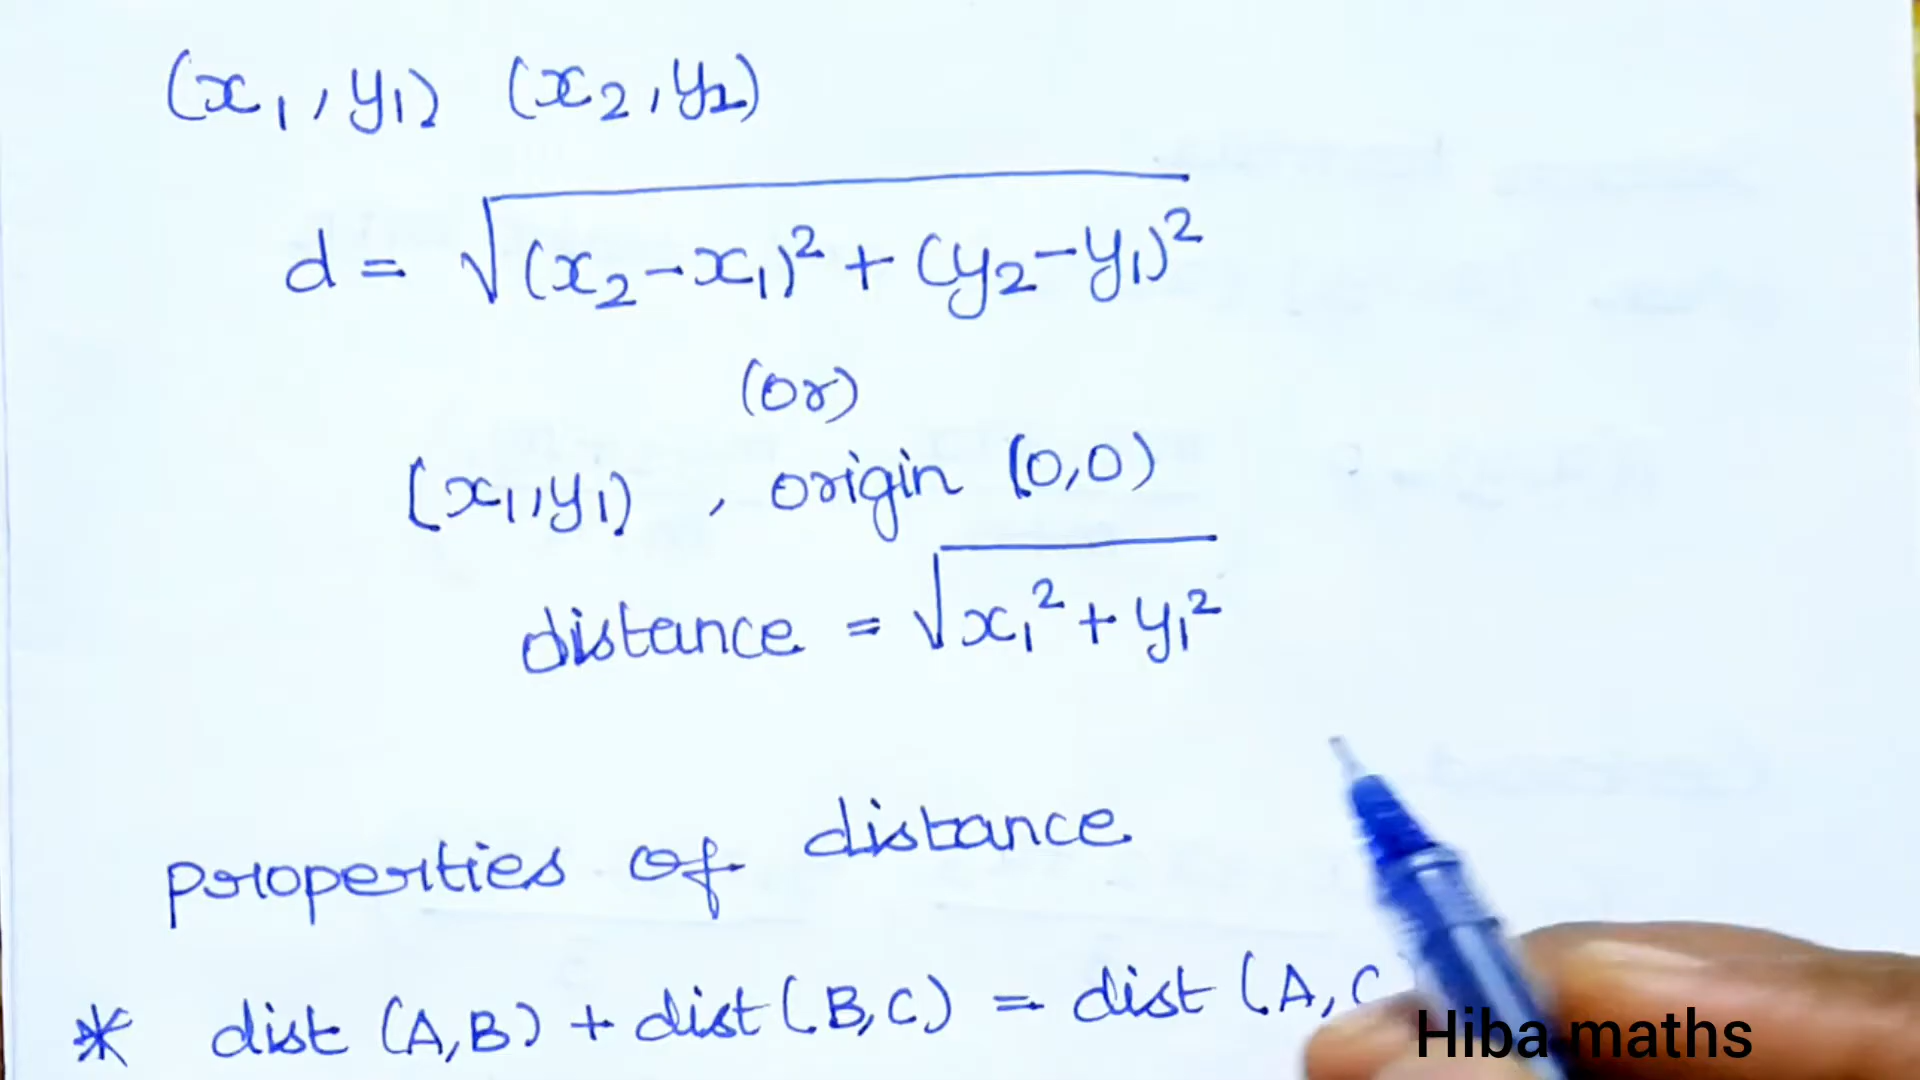 (x₁, y₁) (x₂, y₂)
d = √(x₂-x₁)² + (y₂-y₁)²
(or)
(x₁, y₁) , origin (0,0)
distance = √x₁² + y₁²
properties of distance
* dist (A,B) + dist (B,C) = dist (A,C
Hiba maths